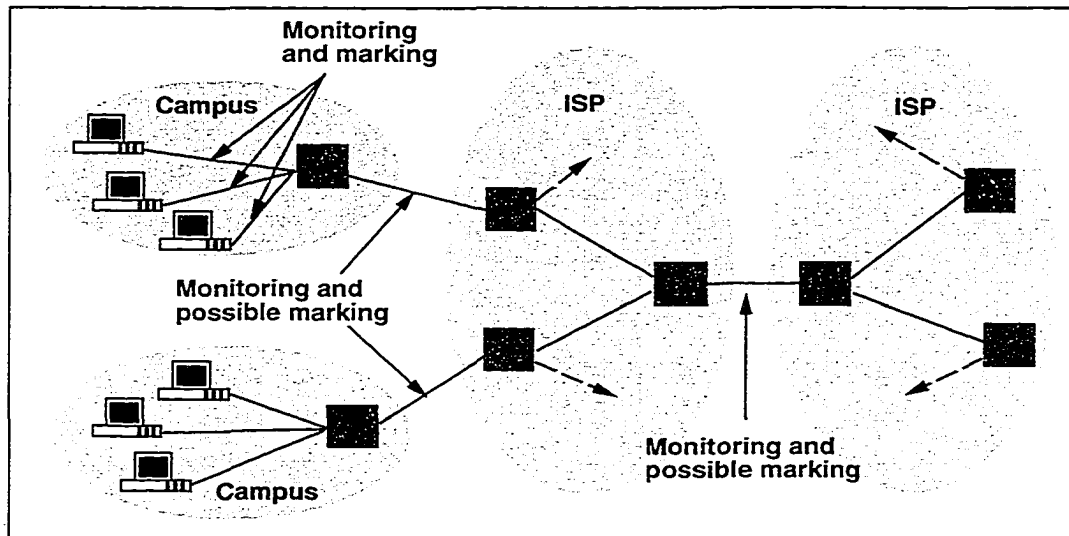 Monitoring
and marking
Campus
ISP
ISP
Monitoring and
possible marking
Monitoring and
possible marking
Campus